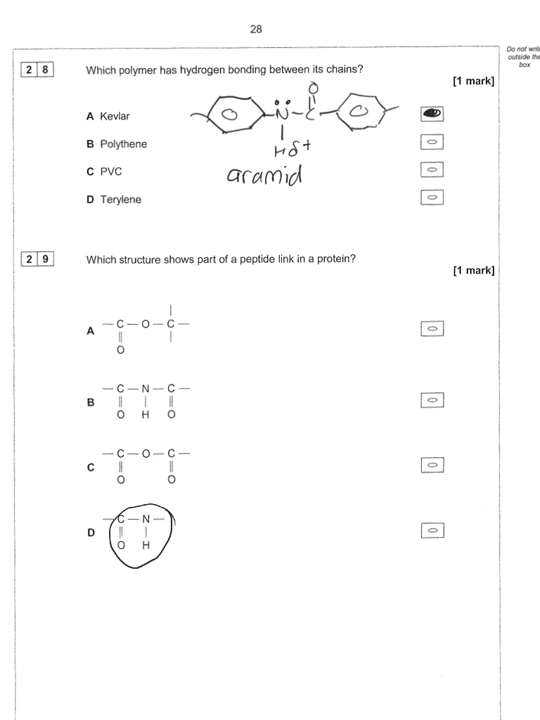 28
Do not write
outside the
box
2 8 Which polymer has hydrogen bonding between its chains?
[1 mark]
A Kevlar
N̈ – C
O
H δ+
B Polythene
C PVC
aramid
D Terylene
2 9 Which structure shows part of a peptide link in a protein?
[1 mark]
A
— C — O — C —
O
B
— C — N — C —
O H O
C
— C — O — C —
O O
D
— C — N —
O H